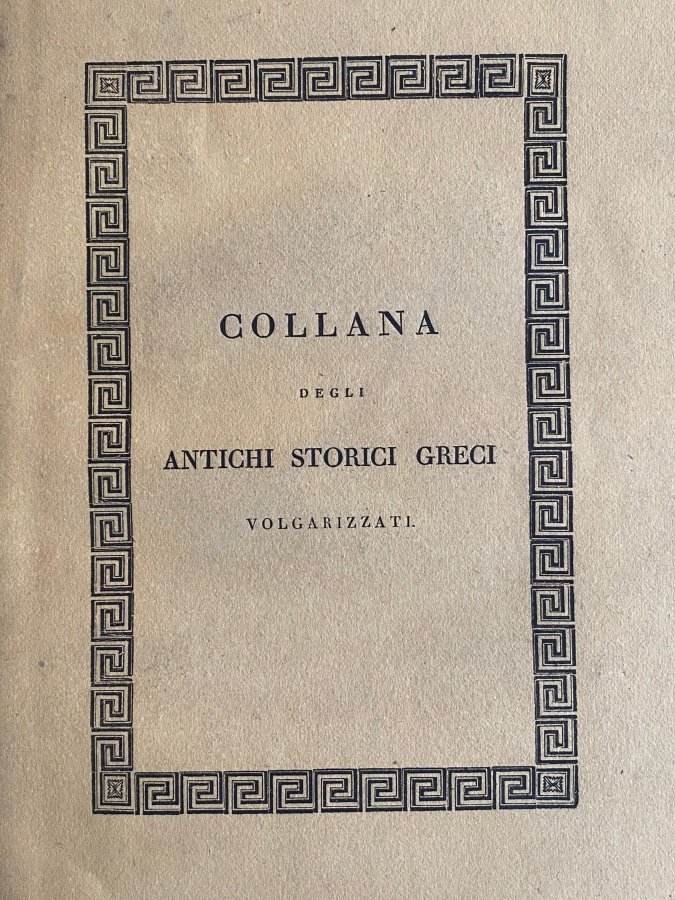 COLLANA
DEGLI
ANTICHI STORICI GRECI
VOLGARIZZATI.